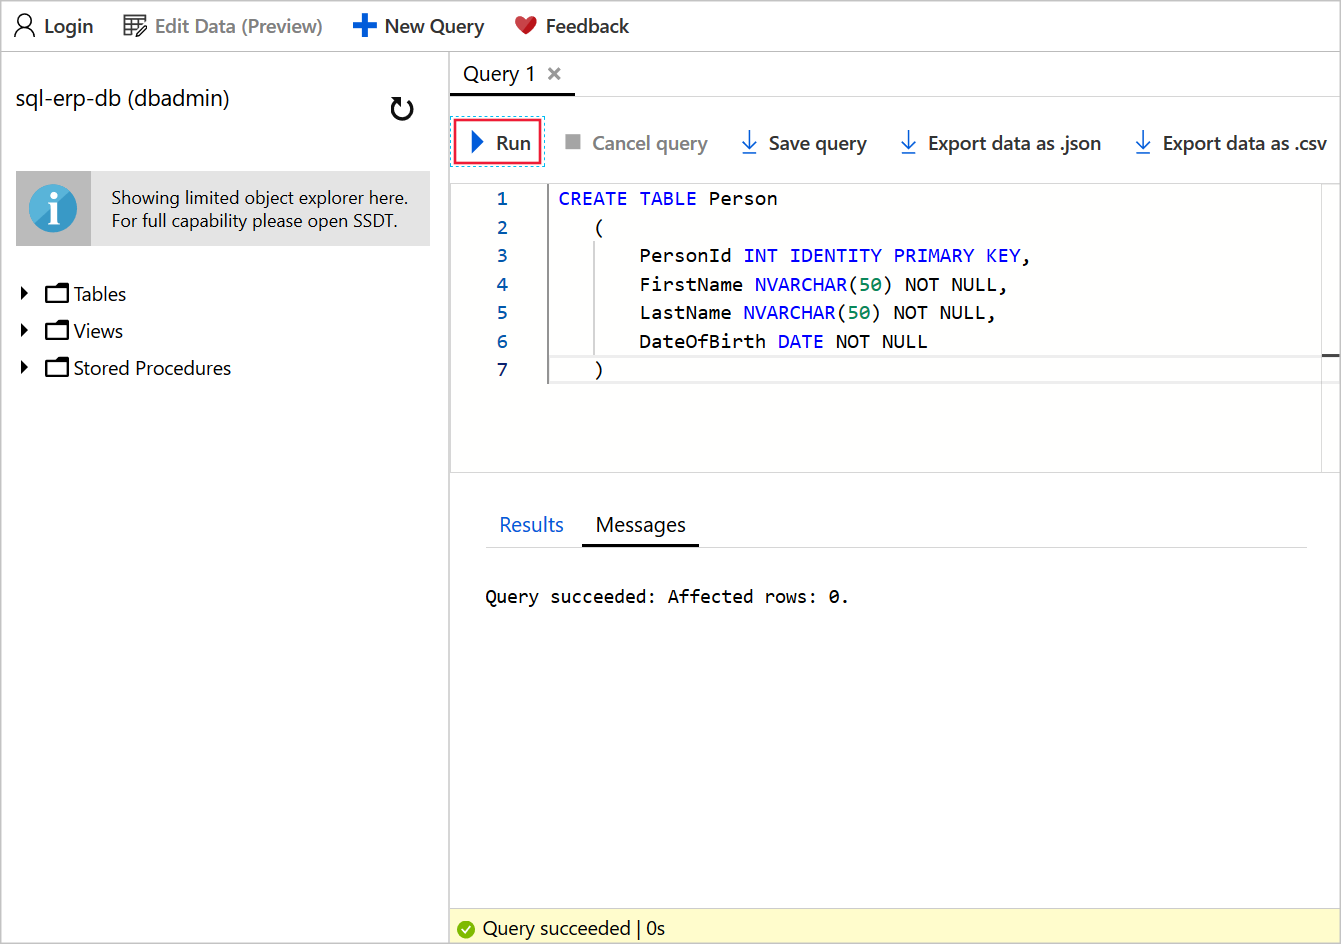 Login Edit Data (Preview) New Query Feedback
sql-erp-db (dbadmin)
Showing limited object explorer here.
For full capability please open SSDT.
Tables
Views
Stored Procedures
Query 1
Run Cancel query Save query Export data as .json Export data as .csv
1 CREATE TABLE Person
2 (
3 PersonId INT IDENTITY PRIMARY KEY,
4 FirstName NVARCHAR(50) NOT NULL,
5 LastName NVARCHAR(50) NOT NULL,
6 DateOfBirth DATE NOT NULL
7 )
Results Messages
Query succeeded: Affected rows: 0.
Query succeeded | 0s